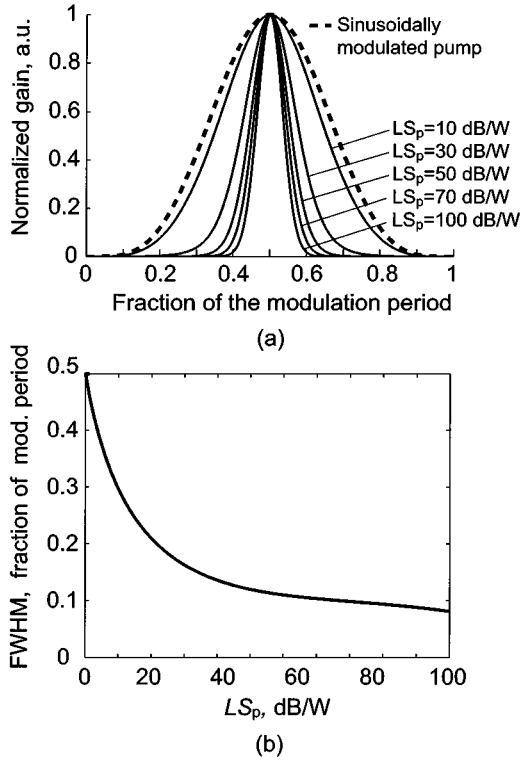 Sinusoidally
modulated pump
LSp=10 dB/W
LSp=30 dB/W
LSp=50 dB/W
LSp=70 dB/W
LSp=100 dB/W
Normalized gain, a.u.
1
0.8
0.6
0.4
0.2
0
0 0.2 0.4 0.6 0.8 1
Fraction of the modulation period
(a)
FWHM, fraction of mod. period
0.5
0.4
0.3
0.2
0.1
0
0 20 40 60 80 100
LSp, dB/W
(b)